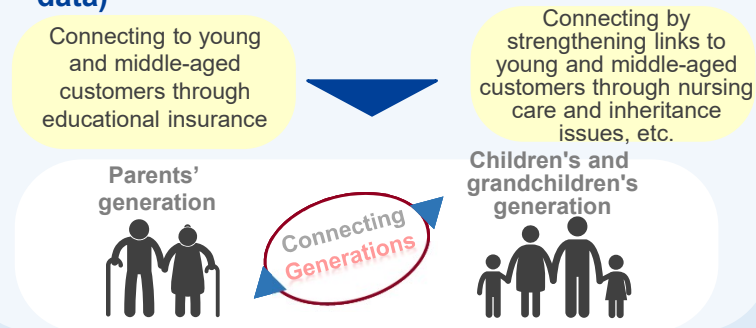 data)
Connecting to young
and middle-aged
customers through
educational insurance
Connecting by
strengthening links to
young and middle-aged
customers through nursing
care and inheritance
issues, etc.
Parents’
generation
Connecting
Generations
Children's and
grandchildren's
generation